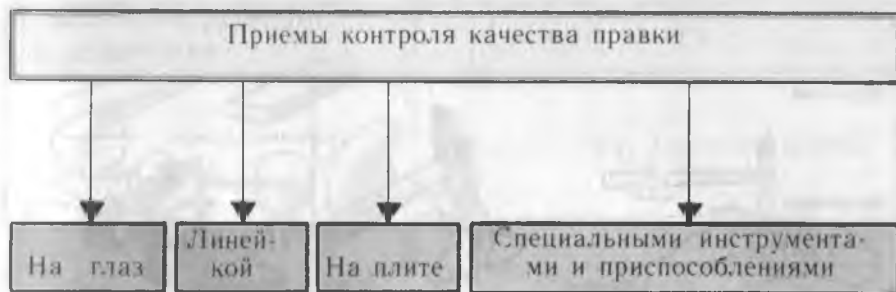 Приемы контроля качества правки
На глаз
Линей-
кой
На плите
Специальными инструмента-
ми и приспособлениями